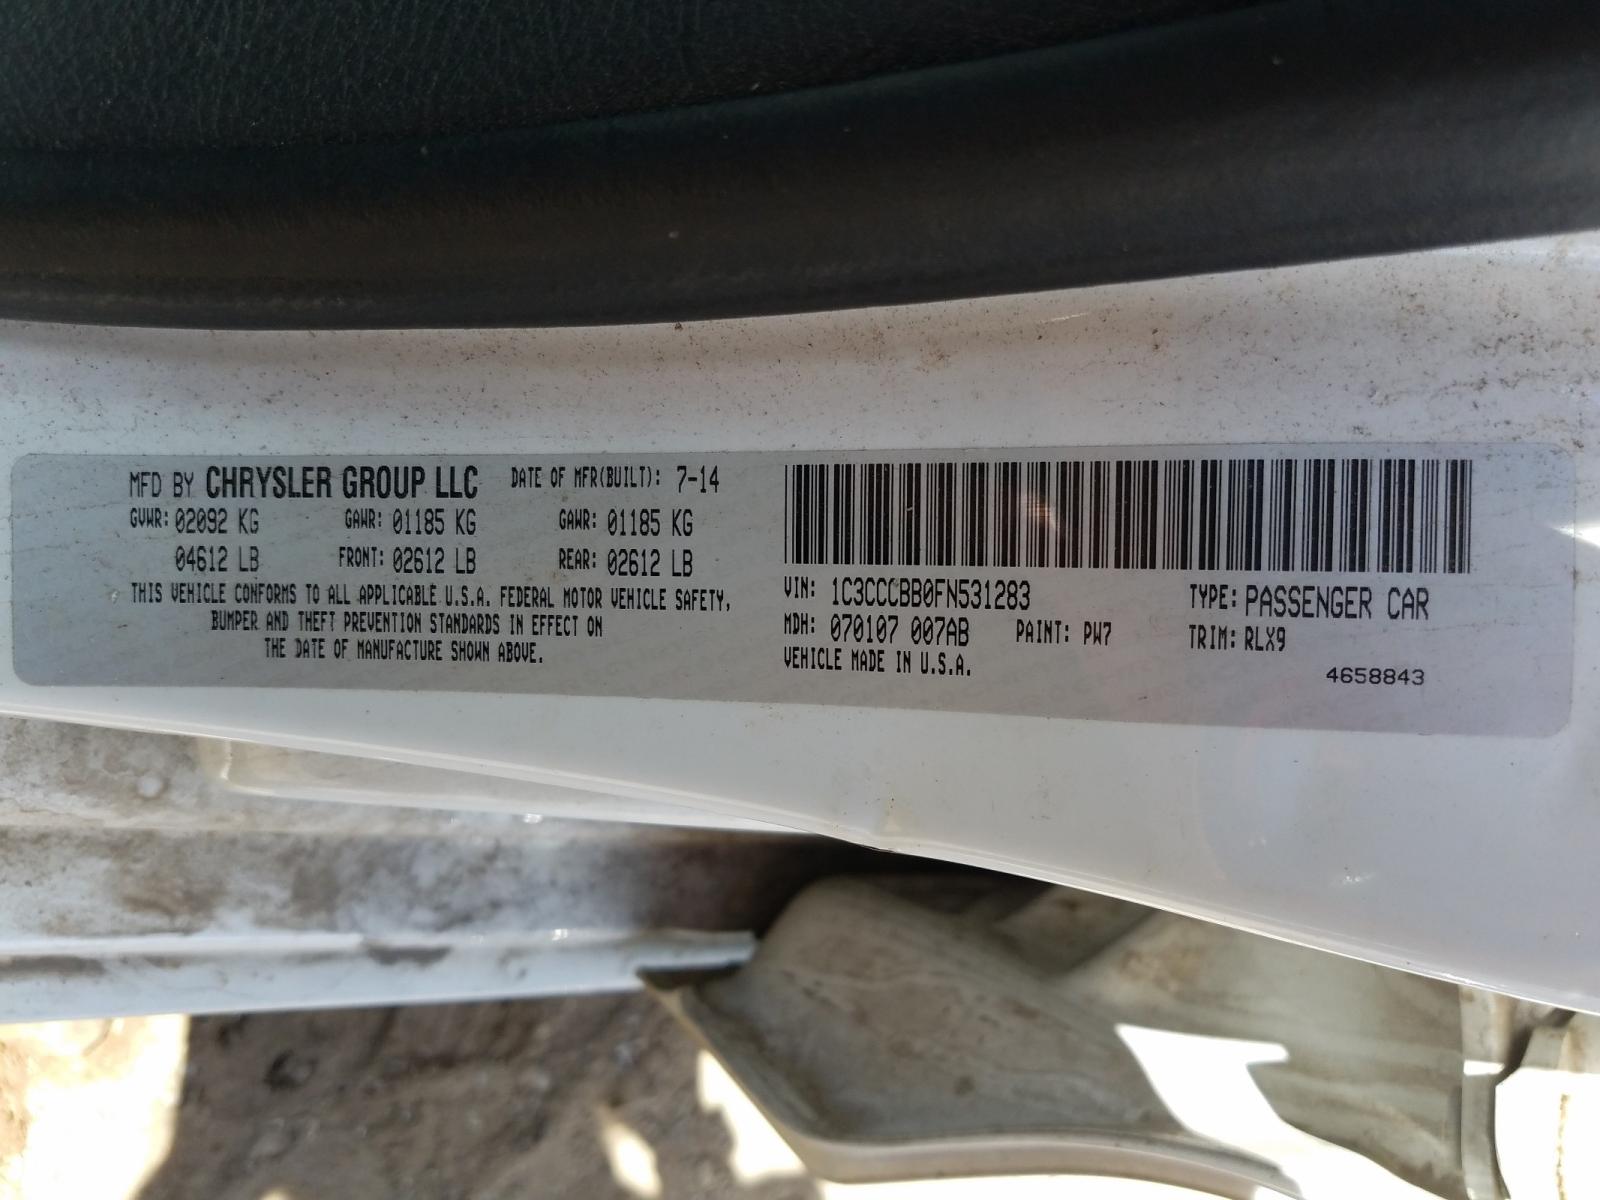 MFD BY CHRYSLER GROUP LLC DATE OF MFR(BUILT): 7-14
GVWR: 02092 KG GAWR: 01185 KG GAWR: 01185 KG
04612 LB FRONT: 02612 LB REAR: 02612 LB
THIS VEHICLE CONFORMS TO ALL APPLICABLE U.S.A. FEDERAL MOTOR VEHICLE SAFETY,
BUMPER AND THEFT PREVENTION STANDARDS IN EFFECT ON
THE DATE OF MANUFACTURE SHOWN ABOVE.
VIN: 1C3CCCBB0FN531283 TYPE: PASSENGER CAR
MDH: 070107 007AB PAINT: PW7 TRIM: RLX9
VEHICLE MADE IN U.S.A.
4658843